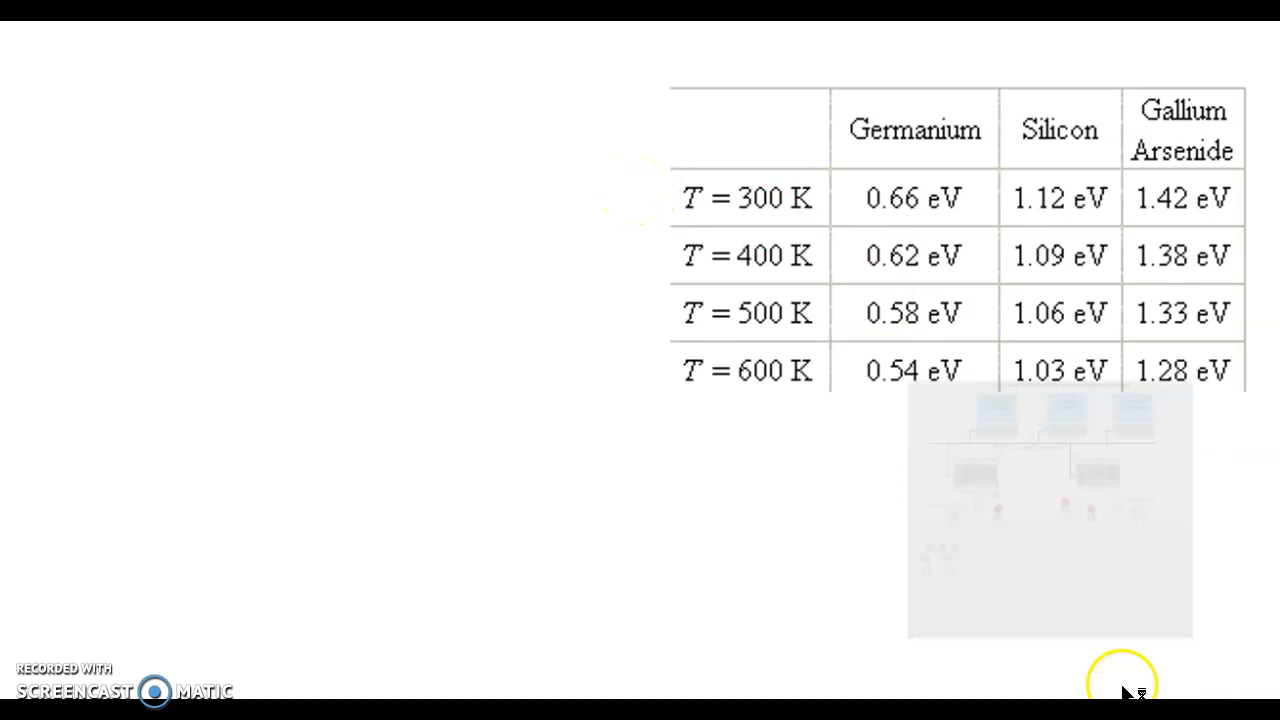 Germanium Silicon Gallium Arsenide
T = 300 K 0.66 eV 1.12 eV 1.42 eV
T = 400 K 0.62 eV 1.09 eV 1.38 eV
T = 500 K 0.58 eV 1.06 eV 1.33 eV
T = 600 K 0.54 eV 1.03 eV 1.28 eV
RECORDED WITH
SCREENCAST MATIC